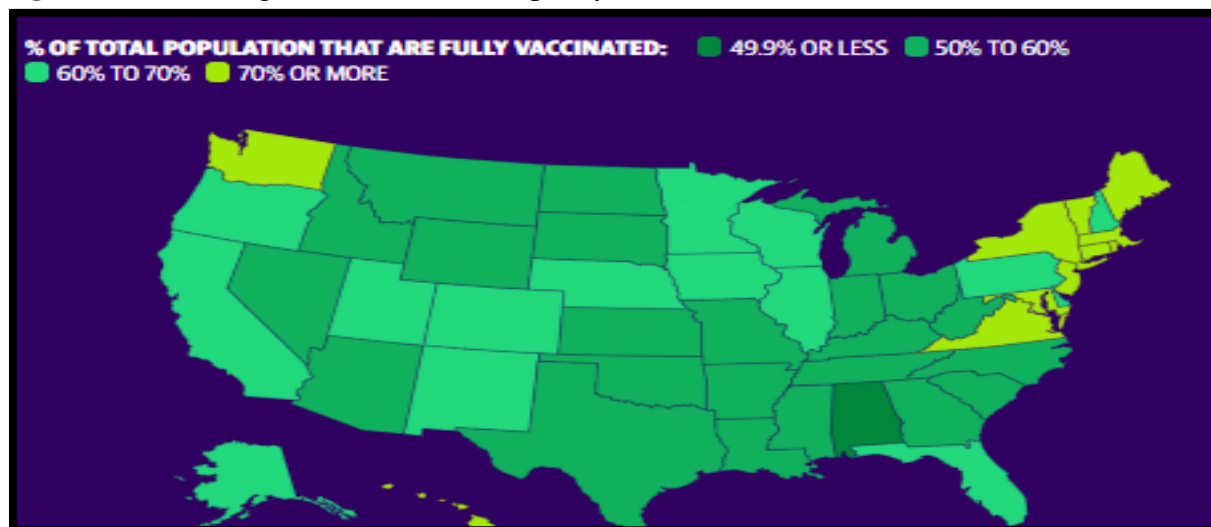 % OF TOTAL POPULATION THAT ARE FULLY VACCINATED: 49.9% OR LESS 50% TO 60%
60% TO 70% 70% OR MORE